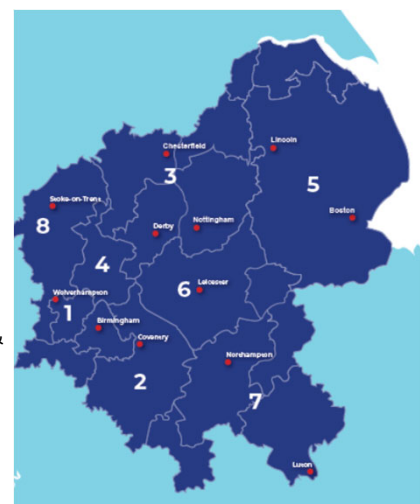 Lincoln
Chesterfield
3
5
Stoke-on-Trent
Boston
8
Nottingham
Derby
4
6
Leicester
Wolverhampton
1
Birmingham
&
Coventry
Northampton
2
7
Luton